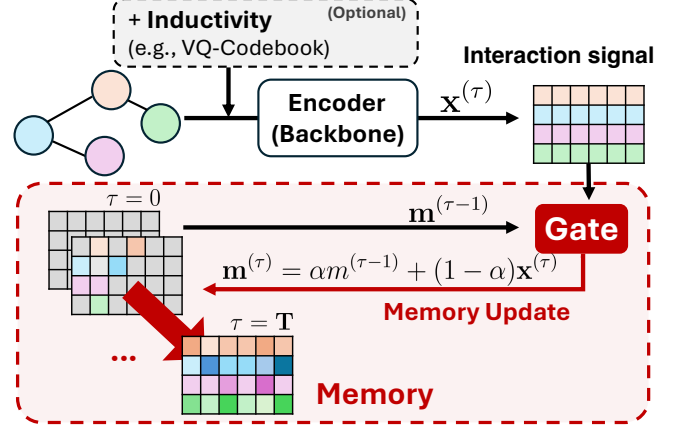 + Inductivity (Optional)
(e.g., VQ-Codebook)
Interaction signal
Encoder
(Backbone)
x^(τ)
τ = 0
m^(τ−1)
Gate
m^(τ) = αm^(τ−1) + (1 − α)x^(τ)
Memory Update
τ = T
...
Memory